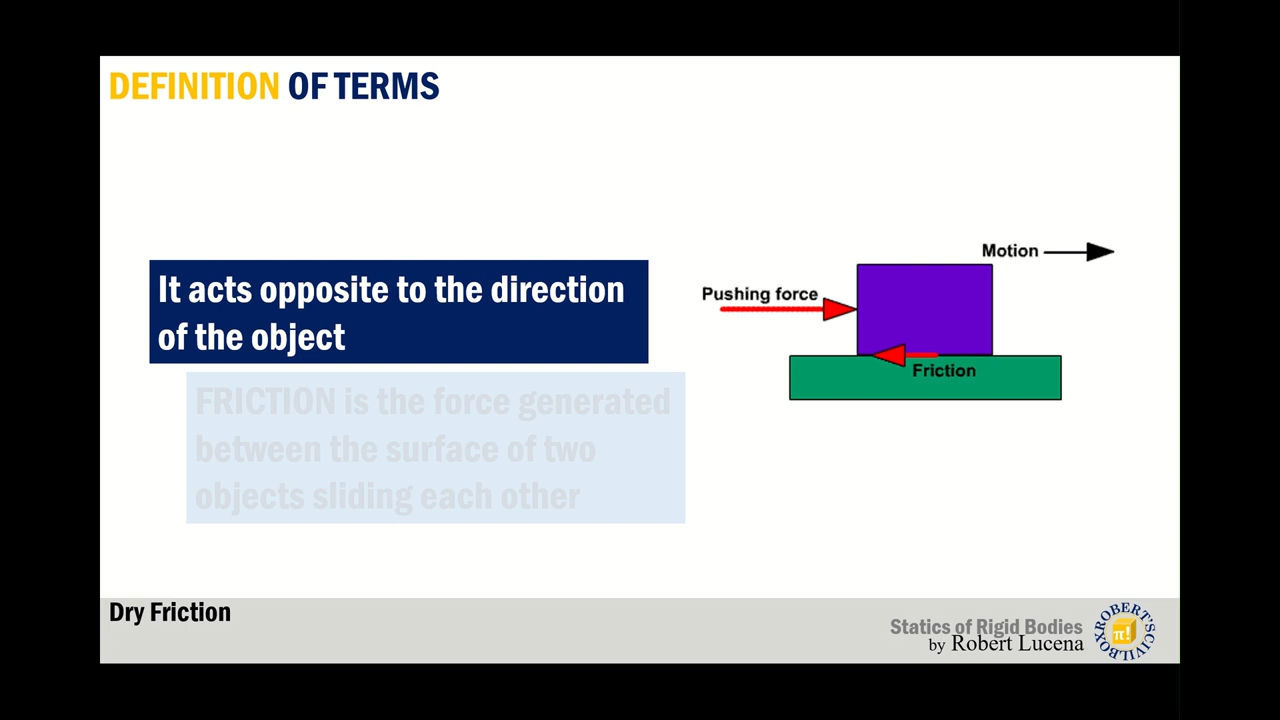 DEFINITION OF TERMS
It acts opposite to the direction
of the object
FRICTION is the force generated
between the surface of two
objects sliding each other
Motion
Pushing force
Friction
Dry Friction
Statics of Rigid Bodies
by Robert Lucena
ROBERT'S CIVILBOX
π!